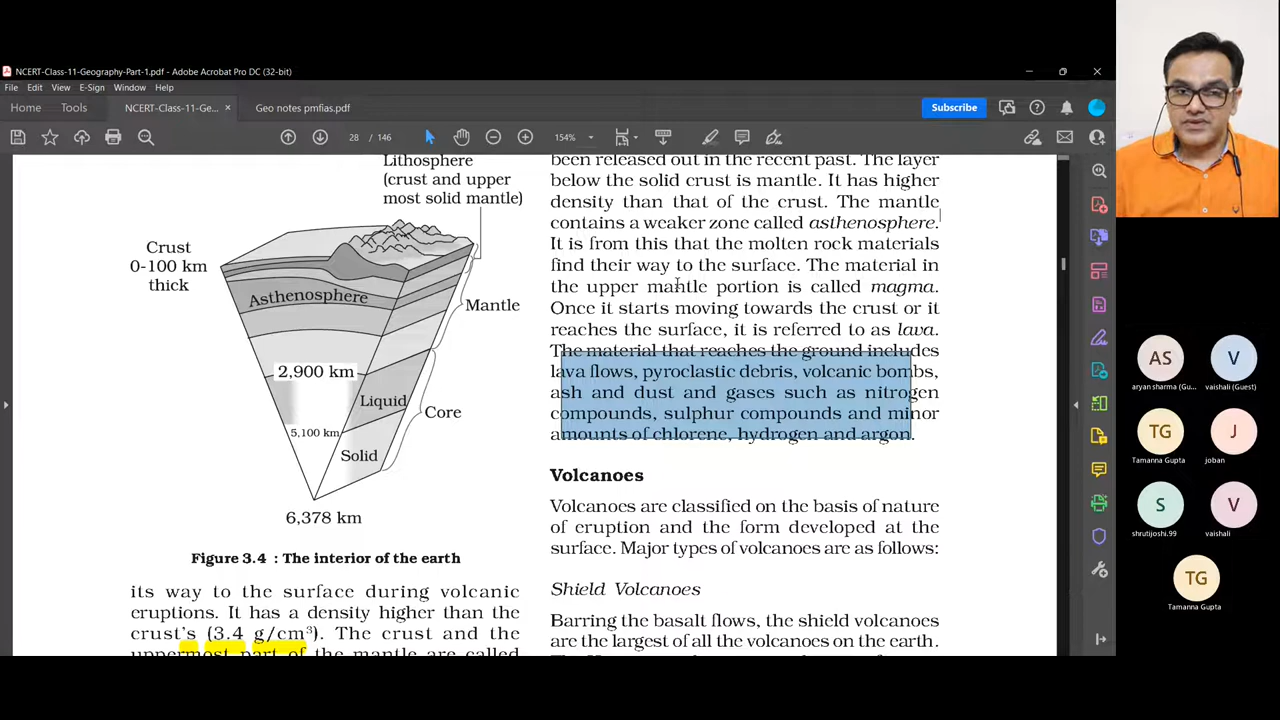 NCERT-Class-11-Geography-Part-1.pdf - Adobe Acrobat Pro DC (32-bit)
File Edit View E-Sign Window Help
Home Tools NCERT-Class-11-Ge... × Geo notes pmfias.pdf Subscribe
28 / 146 154%
Lithosphere
(crust and upper
most solid mantle)
Crust
0-100 km
thick
Asthenosphere
Mantle
2,900 km
Liquid
Core
5,100 km
Solid
6,378 km
Figure 3.4 : The interior of the earth
its way to the surface during volcanic
eruptions. It has a density higher than the
crust's (3.4 g/cm³). The crust and the
uppermost part of the mantle are called
been released out in the recent past. The layer
below the solid crust is mantle. It has higher
density than that of the crust. The mantle
contains a weaker zone called asthenosphere.
It is from this that the molten rock materials
find their way to the surface. The material in
the upper mantle portion is called magma.
Once it starts moving towards the crust or it
reaches the surface, it is referred to as lava.
The material that reaches the ground includes
lava flows, pyroclastic debris, volcanic bombs,
ash and dust and gases such as nitrogen
compounds, sulphur compounds and minor
amounts of chlorene, hydrogen and argon.
Volcanoes
Volcanoes are classified on the basis of nature
of eruption and the form developed at the
surface. Major types of volcanoes are as follows:
Shield Volcanoes
Barring the basalt flows, the shield volcanoes
are the largest of all the volcanoes on the earth.
AS
aryan sharma (Gu...
V
vaishali (Guest)
TG
Tamanna Gupta
J
joban
S
shrutijoshi.99
V
vaishali
TG
Tamanna Gupta